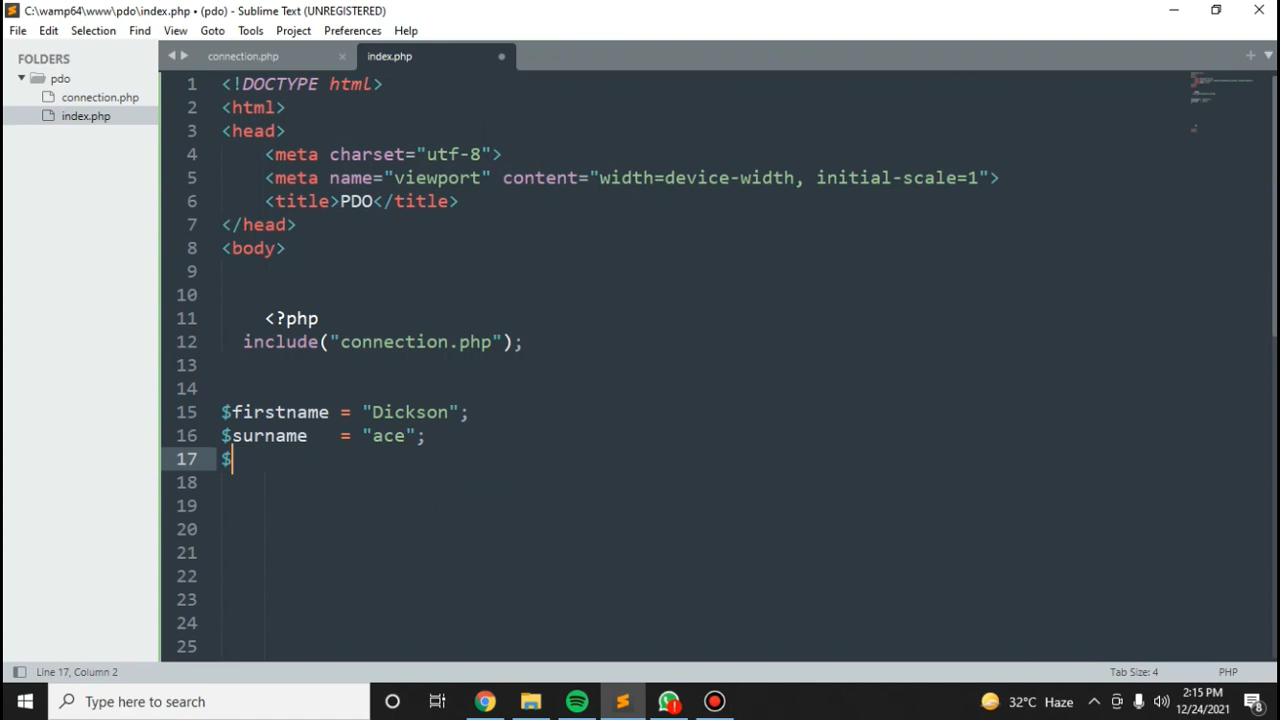 C:\wamp64\www\pdo\index.php • (pdo) - Sublime Text (UNREGISTERED)
File Edit Selection Find View Goto Tools Project Preferences Help
FOLDERS
pdo
connection.php
index.php
connection.php × index.php
1 <!DOCTYPE html>
2 <html>
3 <head>
4 <meta charset="utf-8">
5 <meta name="viewport" content="width=device-width, initial-scale=1">
6 <title>PDO</title>
7 </head>
8 <body>
9
10
11 <?php
12 include("connection.php");
13
14
15 $firstname = "Dickson";
16 $surname = "ace";
17 $
18
19
20
21
22
23
24
25
Line 17, Column 2 Tab Size: 4 PHP
Type here to search 32°C Haze 2:15 PM
12/24/2021 8